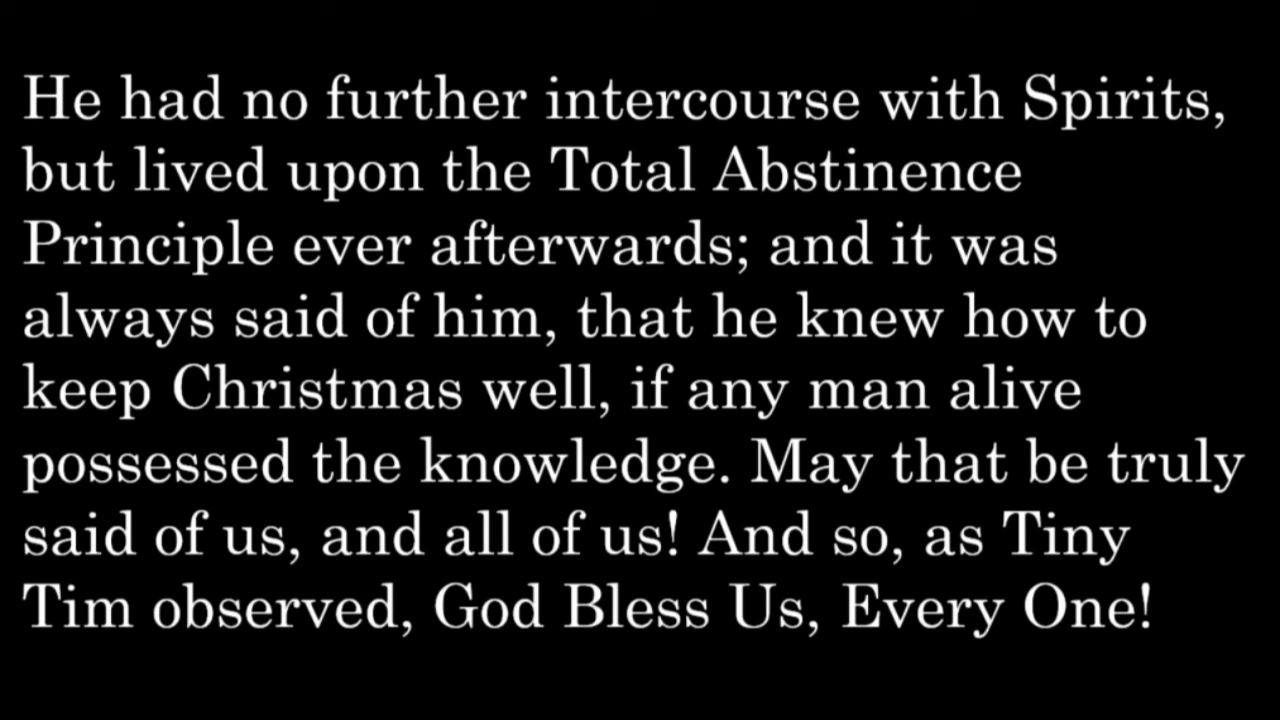 He had no further intercourse with Spirits,
but lived upon the Total Abstinence
Principle ever afterwards; and it was
always said of him, that he knew how to
keep Christmas well, if any man alive
possessed the knowledge. May that be truly
said of us, and all of us! And so, as Tiny
Tim observed, God Bless Us, Every One!